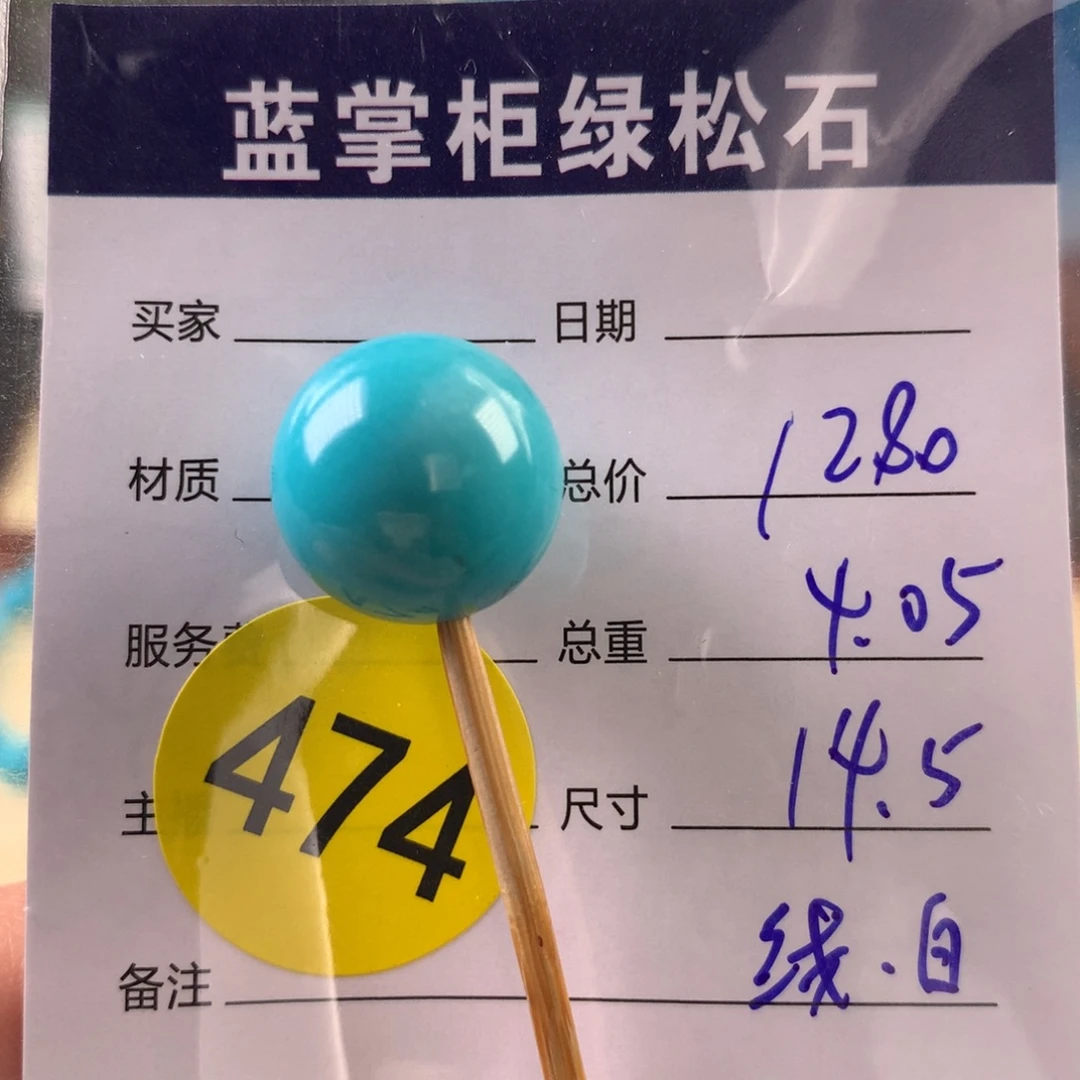 蓝掌柜绿松石
买家 日期
材质 总价 1280
服务 总重 4.05
主 尺寸 14.5
474
备注 线.白